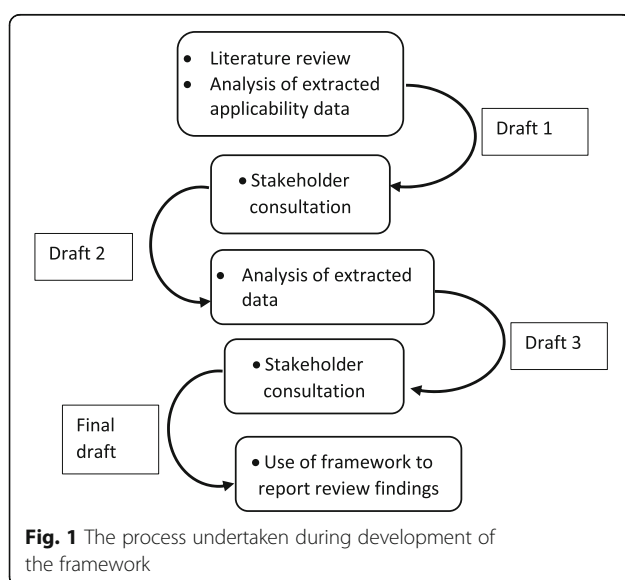 • Literature review
• Analysis of extracted
applicability data
Draft 1
• Stakeholder
consultation
Draft 2
• Analysis of extracted
data
Draft 3
• Stakeholder
consultation
Final
draft
• Use of framework to
report review findings
Fig. 1 The process undertaken during development of
the framework